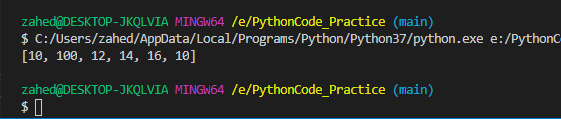 zahed@DESKTOP-JKQLVIA MINGW64 /e/PythonCode_Practice (main)
$ C:/Users/zahed/AppData/Local/Programs/Python/Python37/python.exe e:/PythonC
[10, 100, 12, 14, 16, 10]
zahed@DESKTOP-JKQLVIA MINGW64 /e/PythonCode_Practice (main)
$